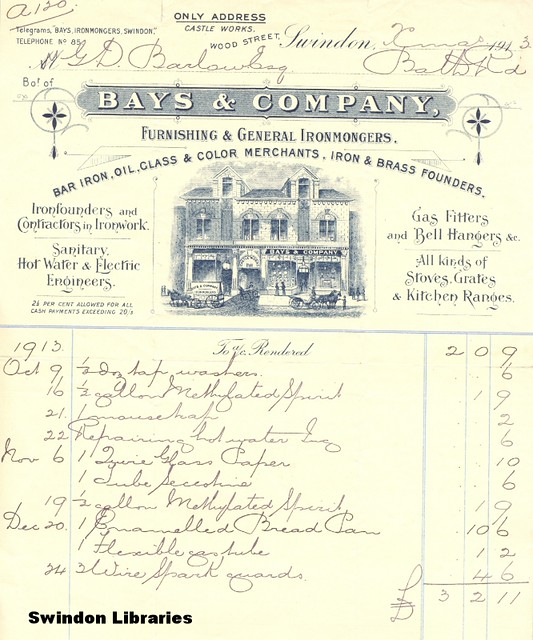 A120
ONLY ADDRESS
CASTLE WORKS,
WOOD STREET,
Telegrams, "BAYS, IRONMONGERS, SWINDON."
TELEPHONE No 85.
Swindon, Xmas 1913.
G.D. Barlow Esq
Bath Rd
Bot. of
BAYS & COMPANY,
FURNISHING & GENERAL IRONMONGERS,
BAR IRON, OIL, GLASS & COLOR MERCHANTS, IRON & BRASS FOUNDERS.
Ironfounders and
Contractors in Ironwork.
Sanitary,
Hot Water & Electric
Engineers.
2½ PER CENT ALLOWED FOR ALL
CASH PAYMENTS EXCEEDING 20/s
BAYS & COMPANY
Gas Fitters
and Bell Hangers &c.
All kinds of
Stoves, Grates
& Kitchen Ranges.
1913 To a/c. Rendered 2 0 9
Oct 9 ½ doz tap washers. 6
16 ½ gallon Methylated Spirit 1 9
21. 1 mousetrap 2
22 Repairing hot water 6
Nov 6 1 Quire Glass Paper 10
1 Tube Seccotine 6
19 ½ gallon Methylated Spirit 1 9
Dec 20. 1 Enamelled Bread Pan 10 6
1 Flexible gas tube 1 2
24 3 Wire Spark guards. 4 6
£ 3 2 11
Swindon Libraries